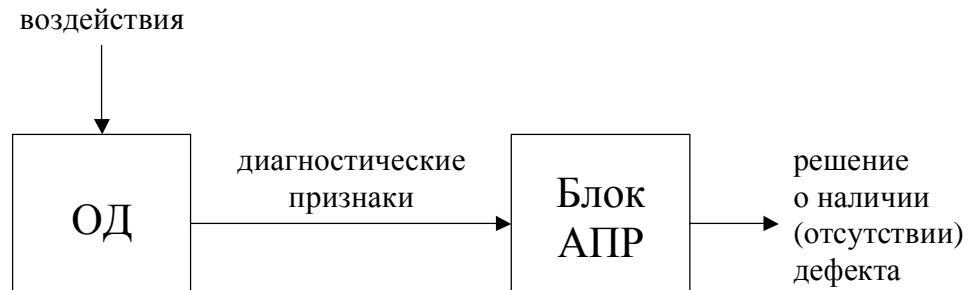 воздействия
ОД
диагностические
признаки
Блок
АПР
решение
о наличии
(отсутствии)
дефекта